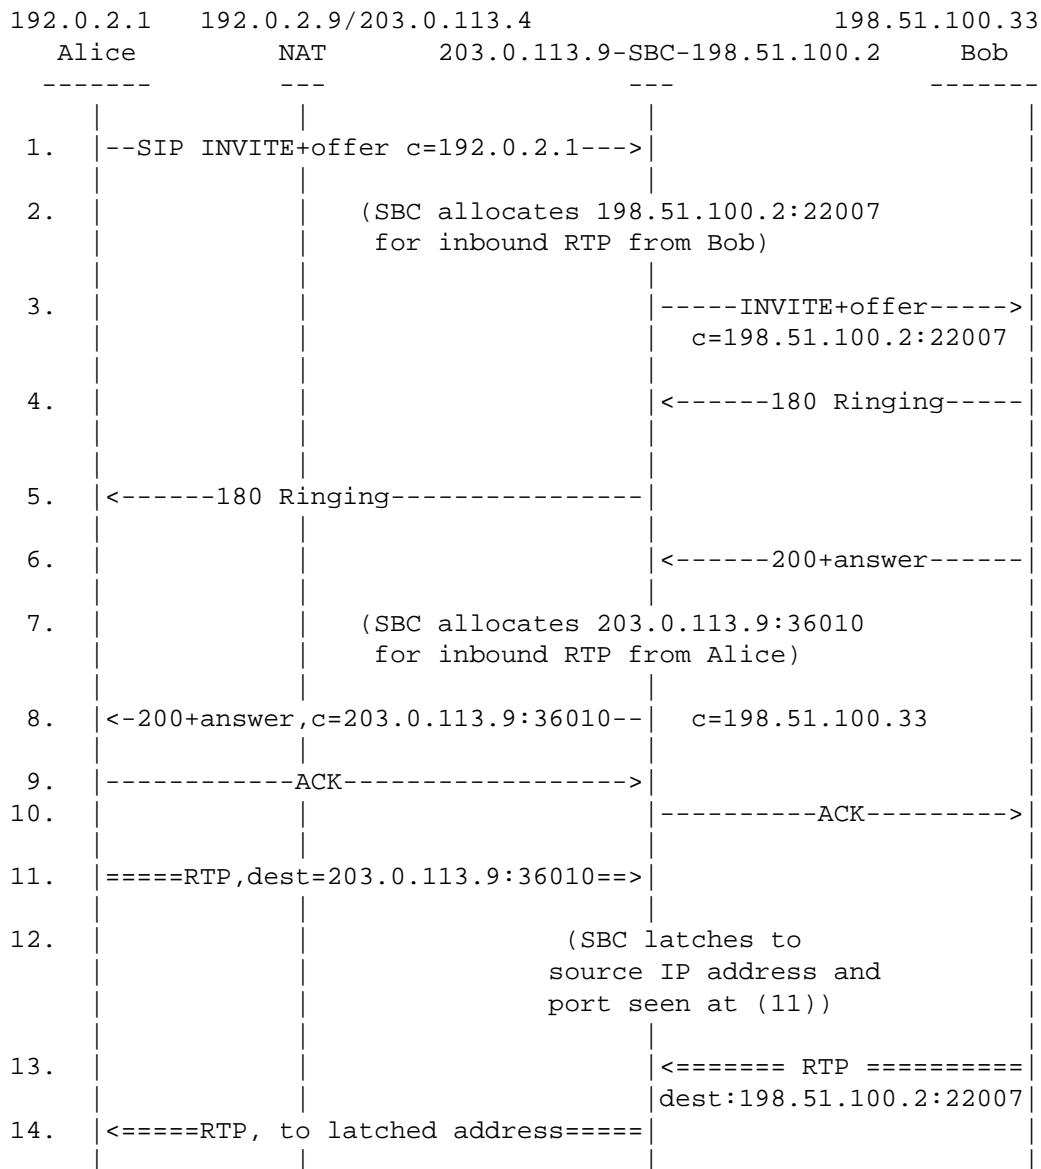 192.0.2.1 192.0.2.9/203.0.113.4 198.51.100.33
Alice NAT 203.0.113.9-SBC-198.51.100.2 Bob
------- --- --- -------
1. |--SIP INVITE+offer c=192.0.2.1--->|
2. (SBC allocates 198.51.100.2:22007
for inbound RTP from Bob)
3. |-----INVITE+offer----->|
c=198.51.100.2:22007
4. |<------180 Ringing-----|
5. |<------180 Ringing----------------|
6. |<------200+answer------|
7. (SBC allocates 203.0.113.9:36010
for inbound RTP from Alice)
8. |<-200+answer,c=203.0.113.9:36010--| c=198.51.100.33
9. |------------ACK------------------>|
10. |----------ACK--------->|
11. |=====RTP,dest=203.0.113.9:36010==>|
12. (SBC latches to
source IP address and
port seen at (11))
13. |<======= RTP ==========|
|dest:198.51.100.2:22007|
14. |<=====RTP, to latched address=====|